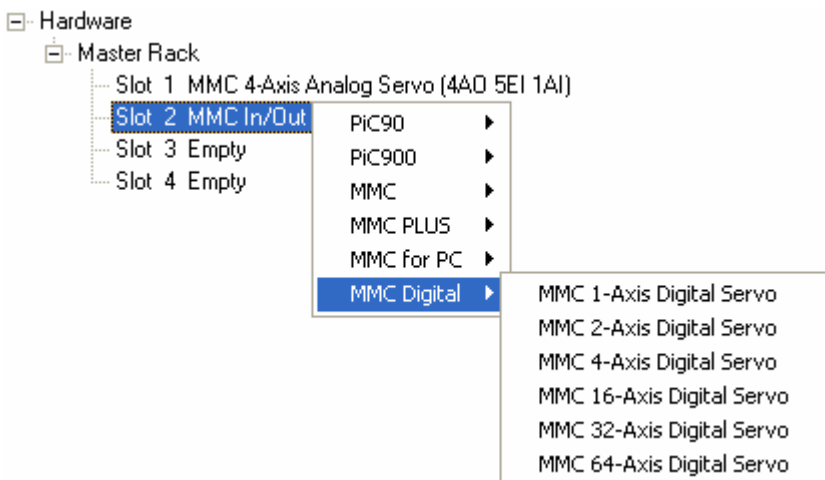 Hardware
Master Rack
Slot 1 MMC 4-Axis Analog Servo (4AO 5EI 1AI)
Slot 2 MMC In/Out
Slot 3 Empty
Slot 4 Empty
PiC90
PiC900
MMC
MMC PLUS
MMC for PC
MMC Digital
MMC 1-Axis Digital Servo
MMC 2-Axis Digital Servo
MMC 4-Axis Digital Servo
MMC 16-Axis Digital Servo
MMC 32-Axis Digital Servo
MMC 64-Axis Digital Servo